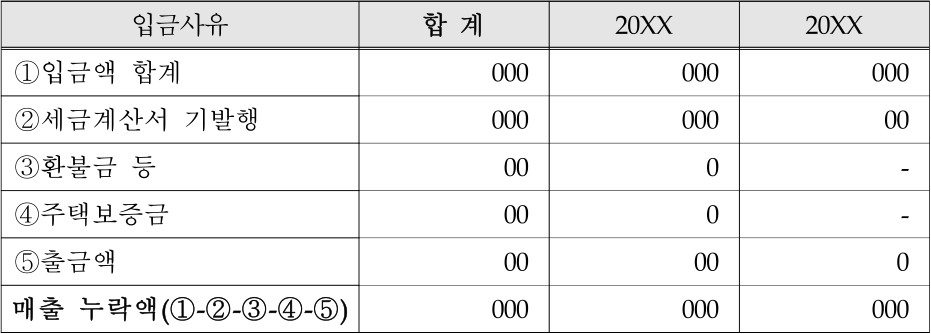 입금사유 합 계 20XX 20XX
①입금액 합계 000 000 000
②세금계산서 기발행 000 000 00
③환불금 등 00 0 -
④주택보증금 00 0 -
⑤출금액 00 00 0
매출 누락액(①-②-③-④-⑤) 000 000 000